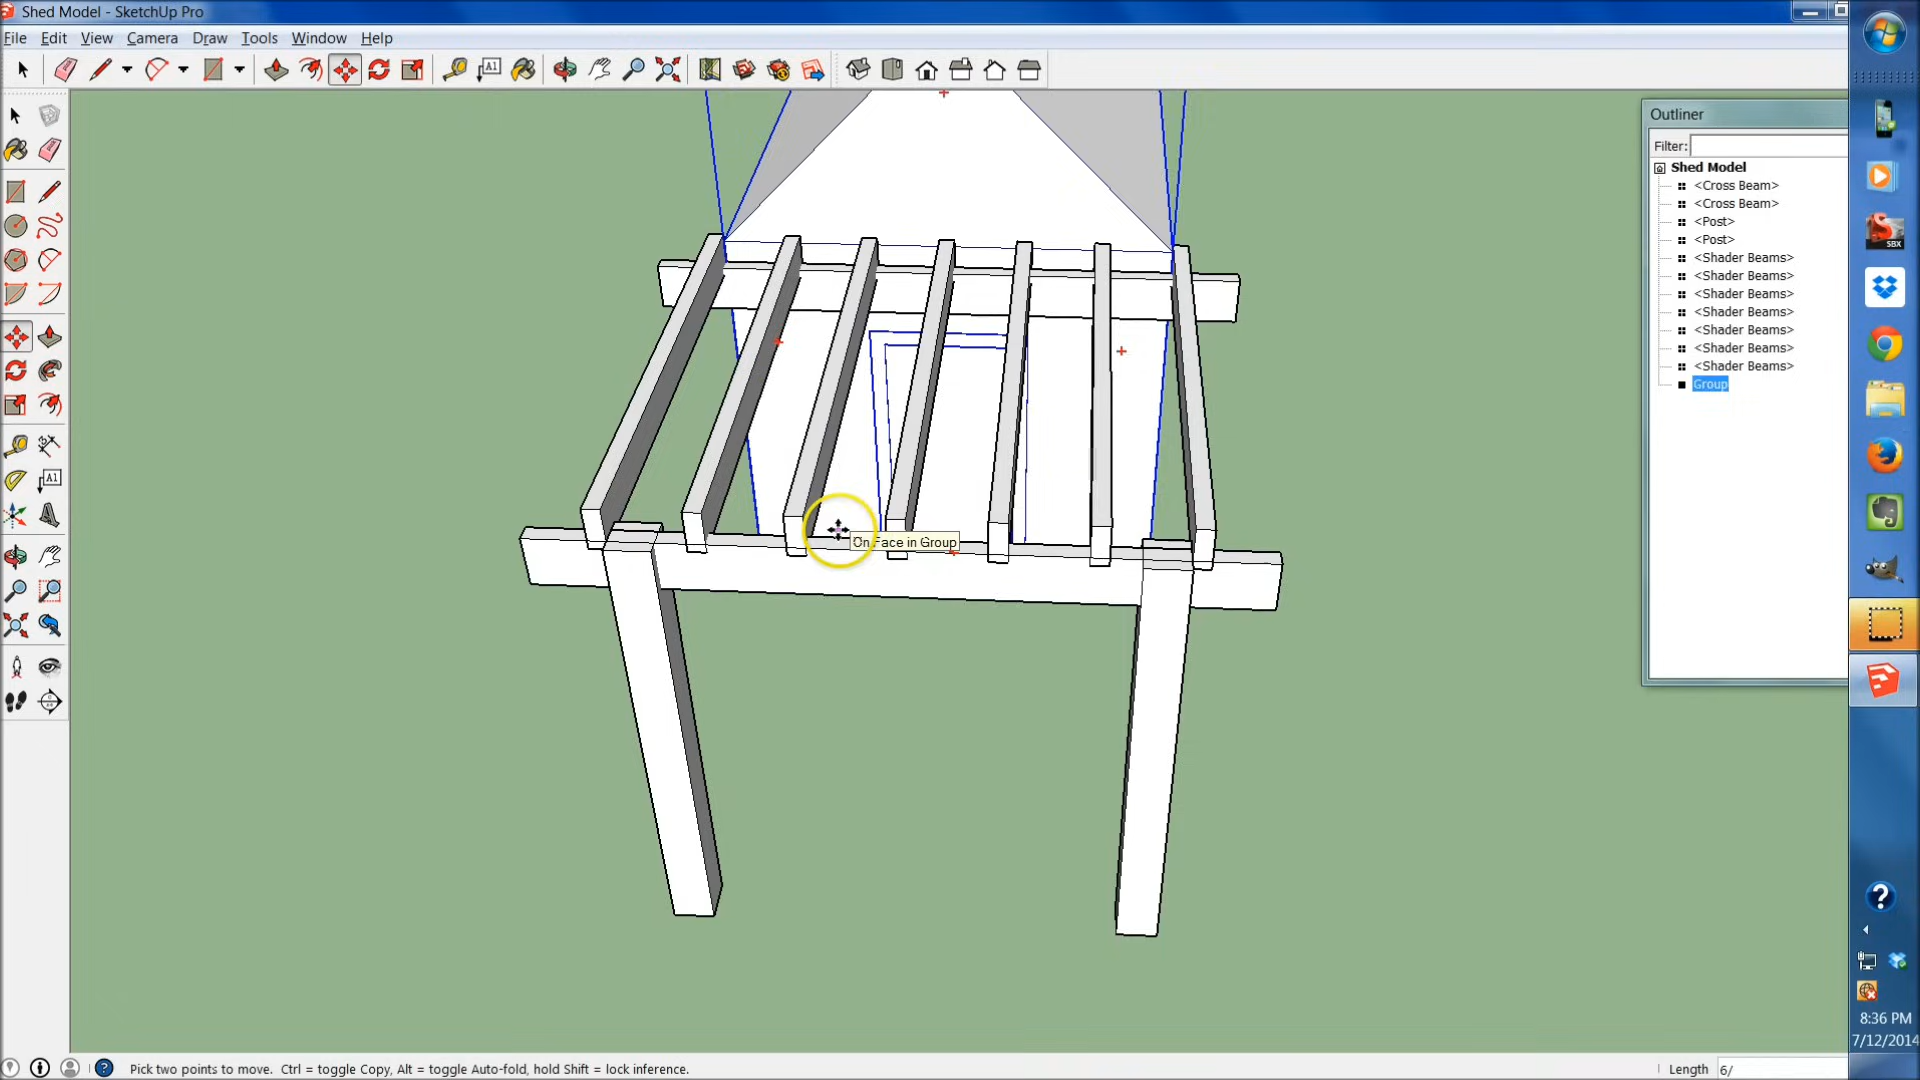 Shed Model - SketchUp Pro
File Edit View Camera Draw Tools Window Help
A1
Outliner
Filter:
Shed Model
<Cross Beam>
<Cross Beam>
<Post>
<Post>
<Shader Beams>
<Shader Beams>
<Shader Beams>
<Shader Beams>
<Shader Beams>
<Shader Beams>
<Shader Beams>
Group
SBX
A1
On Face in Group
8:36 PM
7/12/2014
Pick two points to move. Ctrl = toggle Copy, Alt = toggle Auto-fold, hold Shift = lock inference.
Length 6/